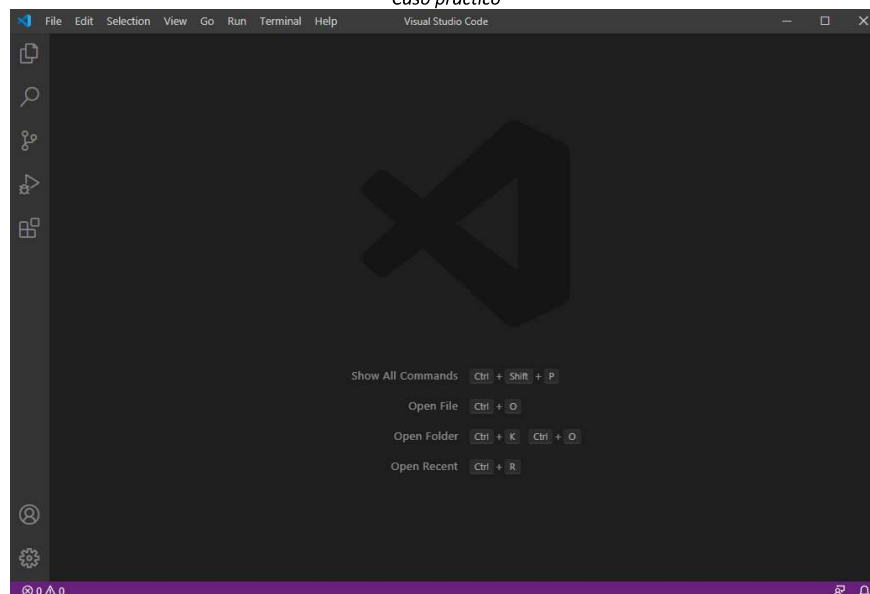 Caso práctico
File Edit Selection View Go Run Terminal Help Visual Studio Code
Show All Commands Ctrl + Shift + P
Open File Ctrl + O
Open Folder Ctrl + K Ctrl + O
Open Recent Ctrl + R
0 0